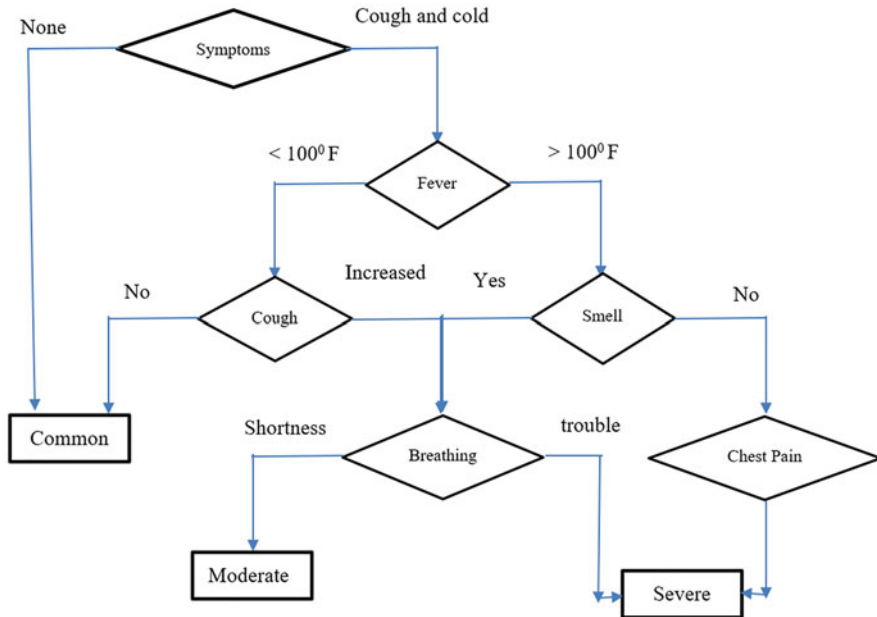 None
Cough and cold
Symptoms
< 100⁰ F
> 100⁰ F
Fever
No
Increased
Yes
No
Cough
Smell
Common
Shortness
Breathing
trouble
Chest Pain
Moderate
Severe